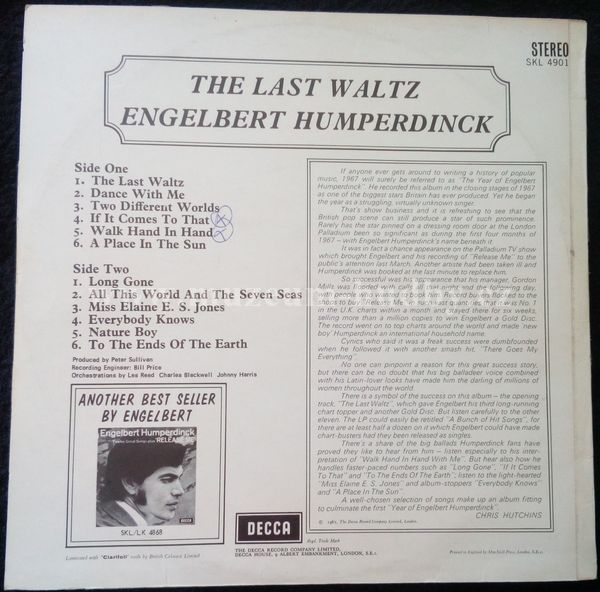 STEREO
SKL 4901
THE LAST WALTZ
ENGELBERT HUMPERDINCK
Side One
1. The Last Waltz
2. Dance With Me
3. Two Different Worlds
4. If It Comes To That
5. Walk Hand In Hand
6. A Place In The Sun
Side Two
1. Long Gone
2. All This World And The Seven Seas
3. Miss Elaine E. S. Jones
4. Everybody Knows
5. Nature Boy
6. To The Ends Of The Earth
Produced by Peter Sullivan
Recording Engineer: Bill Price
Orchestrations by Les Reed Charles Blackwell Johnny Harris
ANOTHER BEST SELLER
BY ENGELBERT
Engelbert Humperdinck
RELEASE ME
SKL/LK 4868
If anyone ever gets around to writing a history of popular
music, 1967 will surely be referred to as "The Year of Engelbert
Humperdinck". He recorded this album in the closing stages of 1967
as one of the biggest stars Britain has ever produced. Yet he began
the year as a struggling, virtually unknown singer.
That's show business and it is refreshing to see that the
British pop scene can still produce a star of such prominence.
Rarely has the star pinned on a dressing room door at the London
Palladium been so significant as during the first four months of
1967 – with Engelbert Humperdinck's name beneath it.
It was in fact a chance appearance on the Palladium TV show
which brought Engelbert and his recording of "Release Me" to the
public's attention last March. Another artiste had been taken ill and
Humperdinck was booked at the last minute to replace him.
So successful was his appearance that his manager, Gordon
Mills was flooded with and the following day,
people
to No. 1
in the U.K. charts within a month and stayed there for six weeks,
selling more than a million copies to win Engelbert a Gold Disc.
The record went on to top charts around the world and made 'new
boy' Humperdinck an international household name.
Cynics who said it was a freak success were dumbfounded
when he followed it with another smash hit, "There Goes My
Everything".
No one can pinpoint a reason for this great success story,
but there can be no doubt that his big balladeer voice combined
with his Latin-lover looks have made him the darling of millions
of women throughout the world.
There is a symbol of the success on this album – the opening
track, "The Last Waltz", which gave Engelbert his third long-running
chart topper and another Gold Disc. But listen carefully to the other
eleven. The LP could easily be retitled "A Bunch of Hit Songs", for
there are at least half a dozen on it which Engelbert could have made
chart-busters had they been released as singles.
There's a share of the big ballads Humperdinck fans have
proved they like to hear from him – listen especially to his inter-
pretation of "Walk Hand In Hand With Me". But hear also how he
handles faster-paced numbers such as "Long Gone", "If It Comes
To That" and "To The Ends Of The Earth"; listen to the light-hearted
"Miss Elaine E. S. Jones" and album-stoppers "Everybody Knows"
and "A Place In The Sun".
A well-chosen selection of songs make up an album fitting
to culminate the first "Year of Engelbert Humperdinck".
CHRIS HUTCHINS
© 1967, The Decca Record Company Limited, London.
DECCA
Regd. Trade Mark
THE DECCA RECORD COMPANY LIMITED,
DECCA HOUSE, 9 ALBERT EMBANKMENT, LONDON, S.E.1.
Laminated with "Clarifoil" made by British Celanese Limited
Printed in England by MacNeill Press, London, S.E.1.